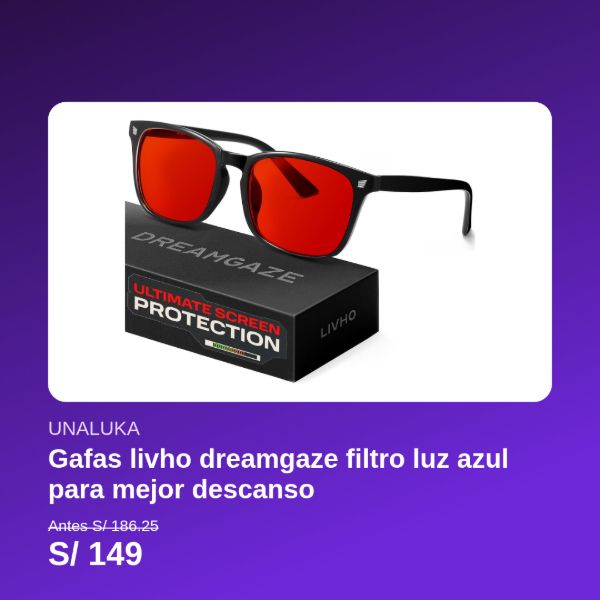 DREAMGAZE
ULTIMATE SCREEN
PROTECTION
LIVHO
UNALUKA
Gafas livho dreamgaze filtro luz azul
para mejor descanso
Antes S/ 186.25
S/ 149